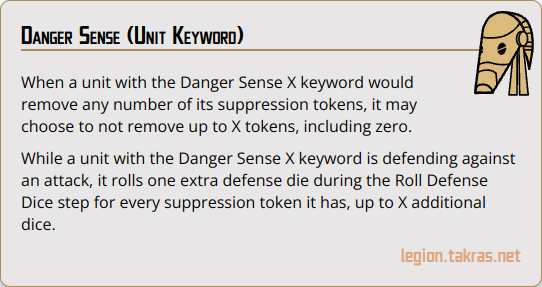 Danger Sense (Unit Keyword)
When a unit with the Danger Sense X keyword would
remove any number of its suppression tokens, it may
choose to not remove up to X tokens, including zero.
While a unit with the Danger Sense X keyword is defending against
an attack, it rolls one extra defense die during the Roll Defense
Dice step for every suppression token it has, up to X additional
dice.
legion.takras.net